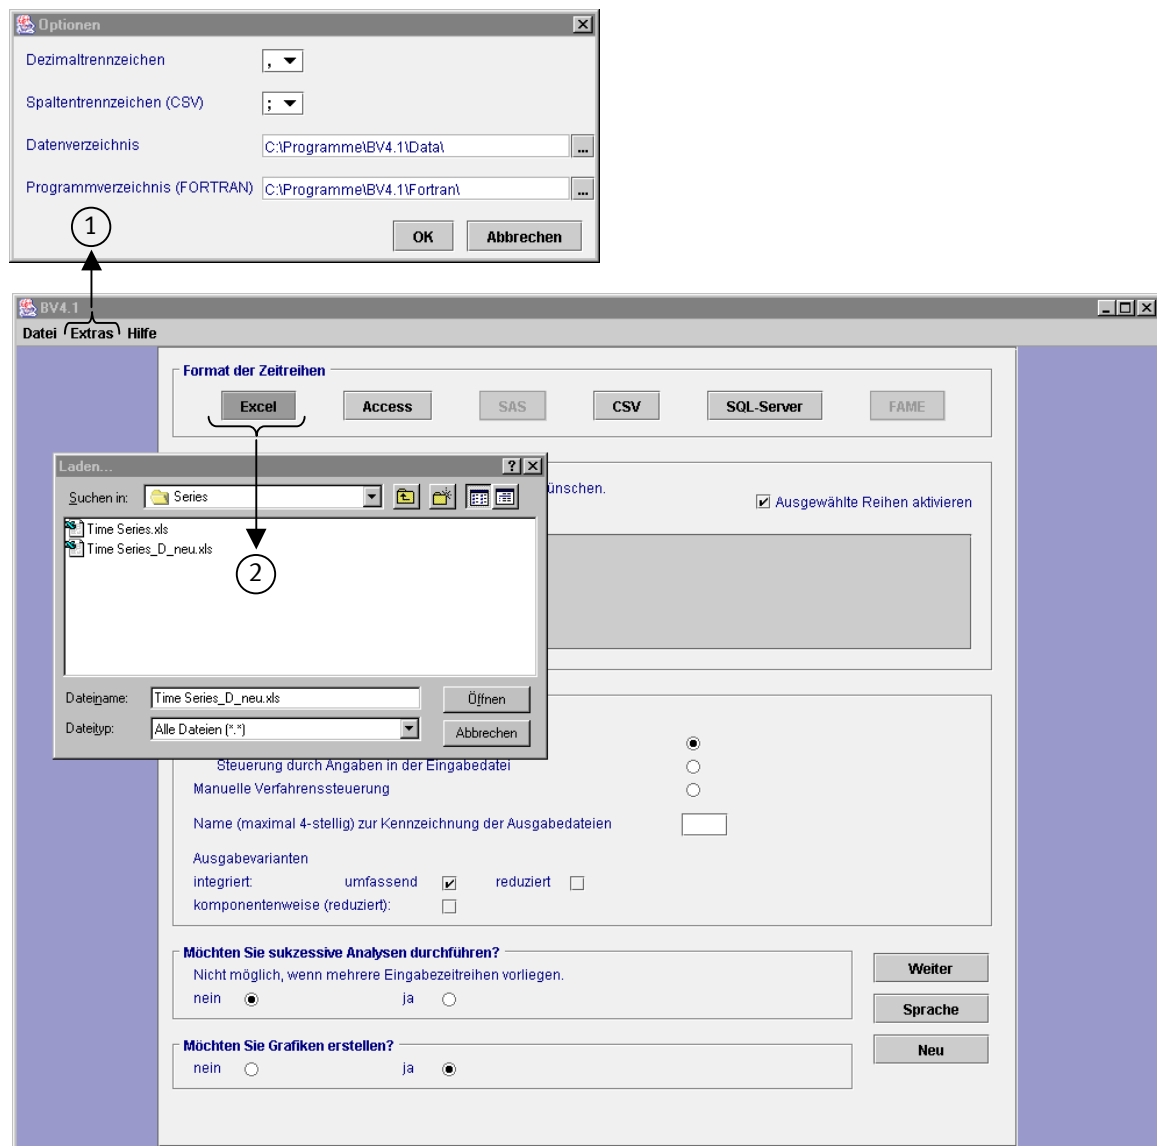 Optionen
Dezimaltrennzeichen ,
Spaltentrennzeichen (CSV) ;
Datenverzeichnis C:\Programme\BV4.1\Data\ ...
Programmverzeichnis (FORTRAN) C:\Programme\BV4.1\Fortran\ ...
1
OK Abbrechen
BV4.1
Datei Extras Hilfe
Format der Zeitreihen
Excel Access SAS CSV SQL-Server FAME
Laden...
Suchen in: Series
ünschen.
Ausgewählte Reihen aktivieren
Time Series.xls
Time Series_D_neu.xls
2
Dateiname: Time Series_D_neu.xls Öffnen
Dateityp: Alle Dateien (*.*) Abbrechen
Steuerung durch Angaben in der Eingabedatei
Manuelle Verfahrenssteuerung
Name (maximal 4-stellig) zur Kennzeichnung der Ausgabedateien
Ausgabevarianten
integriert: umfassend reduziert
komponentenweise (reduziert):
Möchten Sie sukzessive Analysen durchführen?
Nicht möglich, wenn mehrere Eingabezeitreihen vorliegen.
nein ja
Weiter
Sprache
Neu
Möchten Sie Grafiken erstellen?
nein ja